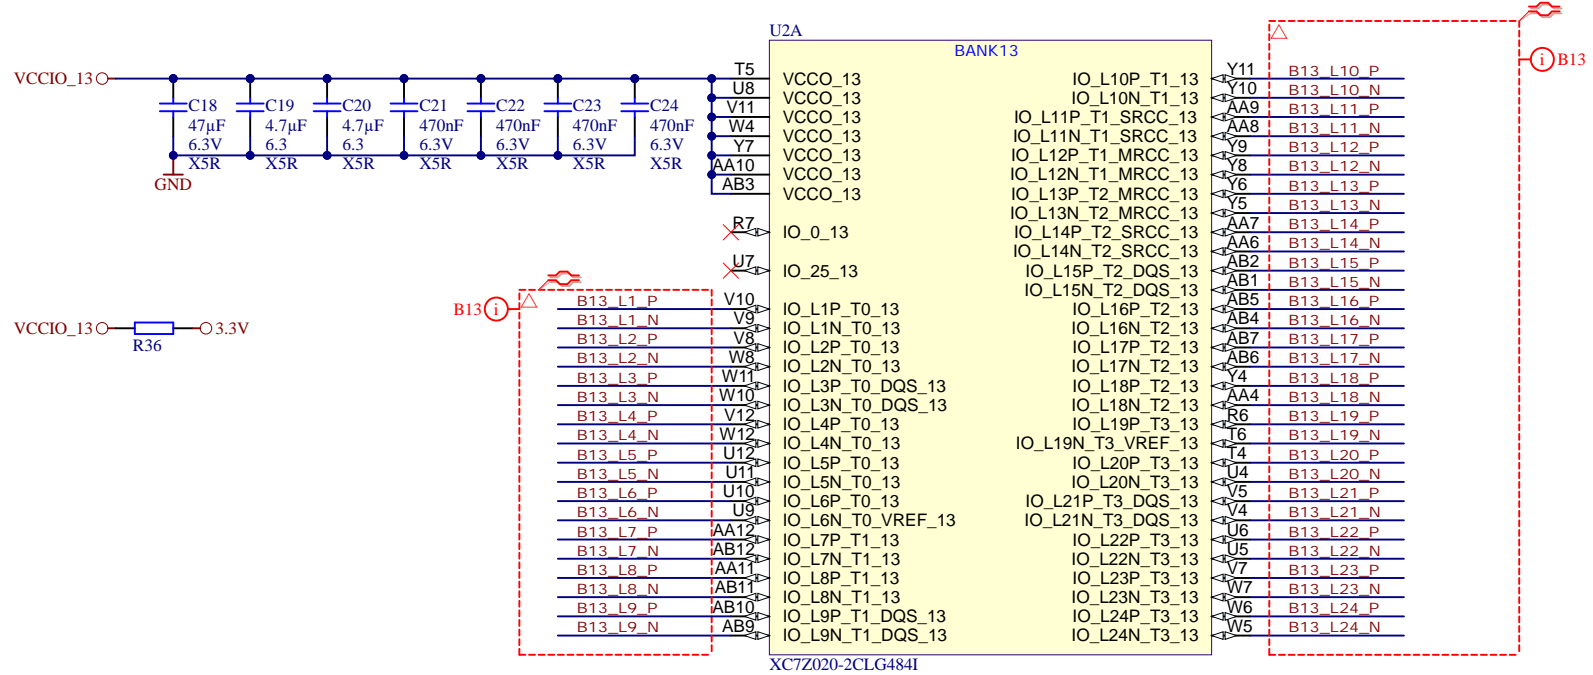 U2A
BANK13
VCCIO_13
C18
47µF
6.3V
X5R
C19
4.7µF
6.3
X5R
C20
4.7µF
6.3
X5R
C21
470nF
6.3V
X5R
C22
470nF
6.3V
X5R
C23
470nF
6.3V
X5R
C24
470nF
6.3V
X5R
GND
T5 VCCO_13
U8 VCCO_13
V11 VCCO_13
W4 VCCO_13
Y7 VCCO_13
AA10 VCCO_13
AB3 VCCO_13
R7 IO_0_13
U7 IO_25_13
B13 i
B13_L1_P V10 IO_L1P_T0_13
B13_L1_N V9 IO_L1N_T0_13
B13_L2_P V8 IO_L2P_T0_13
B13_L2_N W8 IO_L2N_T0_13
B13_L3_P W11 IO_L3P_T0_DQS_13
B13_L3_N W10 IO_L3N_T0_DQS_13
B13_L4_P V12 IO_L4P_T0_13
B13_L4_N W12 IO_L4N_T0_13
B13_L5_P U12 IO_L5P_T0_13
B13_L5_N U11 IO_L5N_T0_13
B13_L6_P U10 IO_L6P_T0_13
B13_L6_N U9 IO_L6N_T0_VREF_13
B13_L7_P AA12 IO_L7P_T1_13
B13_L7_N AB12 IO_L7N_T1_13
B13_L8_P AA11 IO_L8P_T1_13
B13_L8_N AB11 IO_L8N_T1_13
B13_L9_P AB10 IO_L9P_T1_DQS_13
B13_L9_N AB9 IO_L9N_T1_DQS_13
VCCIO_13 3.3V
R36
IO_L10P_T1_13 Y11 B13_L10_P
IO_L10N_T1_13 Y10 B13_L10_N
IO_L11P_T1_SRCC_13 AA9 B13_L11_P
IO_L11N_T1_SRCC_13 AA8 B13_L11_N
IO_L12P_T1_MRCC_13 Y9 B13_L12_P
IO_L12N_T1_MRCC_13 Y8 B13_L12_N
IO_L13P_T2_MRCC_13 Y6 B13_L13_P
IO_L13N_T2_MRCC_13 Y5 B13_L13_N
IO_L14P_T2_SRCC_13 AA7 B13_L14_P
IO_L14N_T2_SRCC_13 AA6 B13_L14_N
IO_L15P_T2_DQS_13 AB2 B13_L15_P
IO_L15N_T2_DQS_13 AB1 B13_L15_N
IO_L16P_T2_13 AB5 B13_L16_P
IO_L16N_T2_13 AB4 B13_L16_N
IO_L17P_T2_13 AB7 B13_L17_P
IO_L17N_T2_13 AB6 B13_L17_N
IO_L18P_T2_13 Y4 B13_L18_P
IO_L18N_T2_13 AA4 B13_L18_N
IO_L19P_T3_13 R6 B13_L19_P
IO_L19N_T3_VREF_13 T6 B13_L19_N
IO_L20P_T3_13 T4 B13_L20_P
IO_L20N_T3_13 U4 B13_L20_N
IO_L21P_T3_DQS_13 V5 B13_L21_P
IO_L21N_T3_DQS_13 V4 B13_L21_N
IO_L22P_T3_13 U6 B13_L22_P
IO_L22N_T3_13 U5 B13_L22_N
IO_L23P_T3_13 V7 B13_L23_P
IO_L23N_T3_13 W7 B13_L23_N
IO_L24P_T3_13 W6 B13_L24_P
IO_L24N_T3_13 W5 B13_L24_N
i B13
XC7Z020-2CLG484I